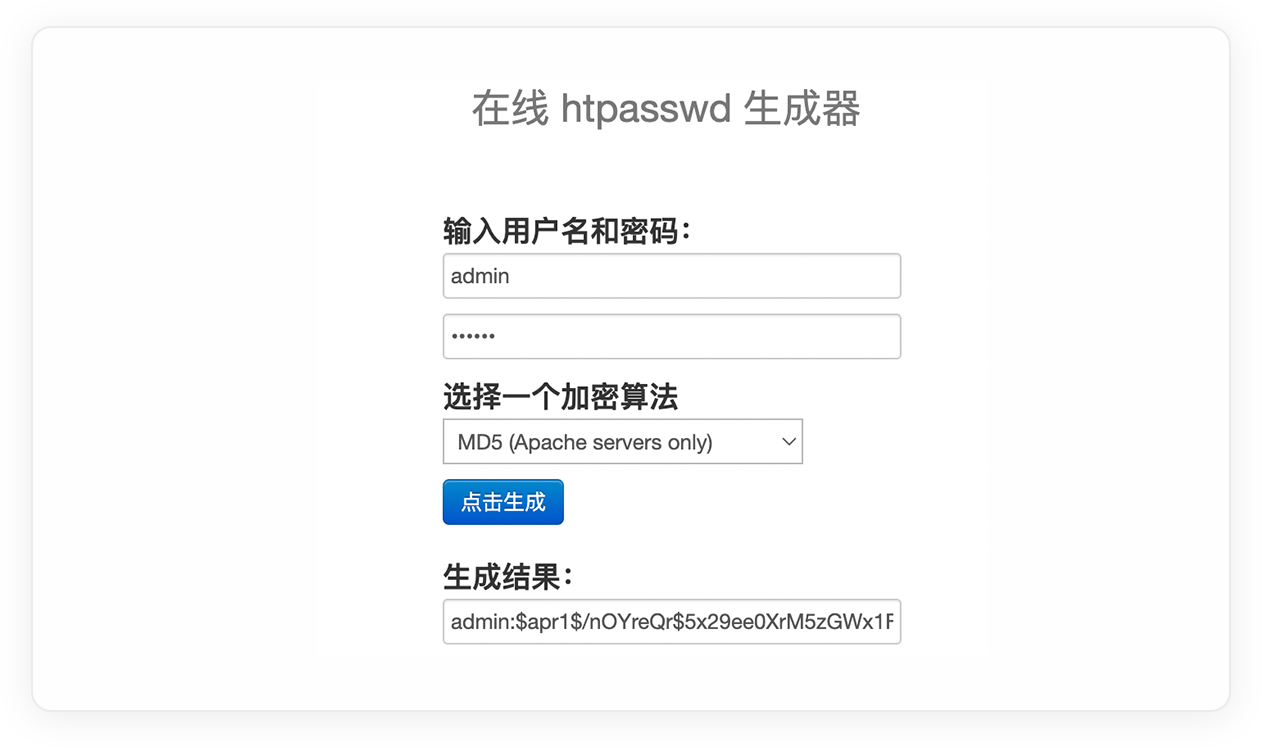 在线 htpasswd 生成器
输入用户名和密码：
admin
••••••
选择一个加密算法
MD5 (Apache servers only)
点击生成
生成结果：
admin:$apr1$/nOYreQr$5x29ee0XrM5zGWx1F